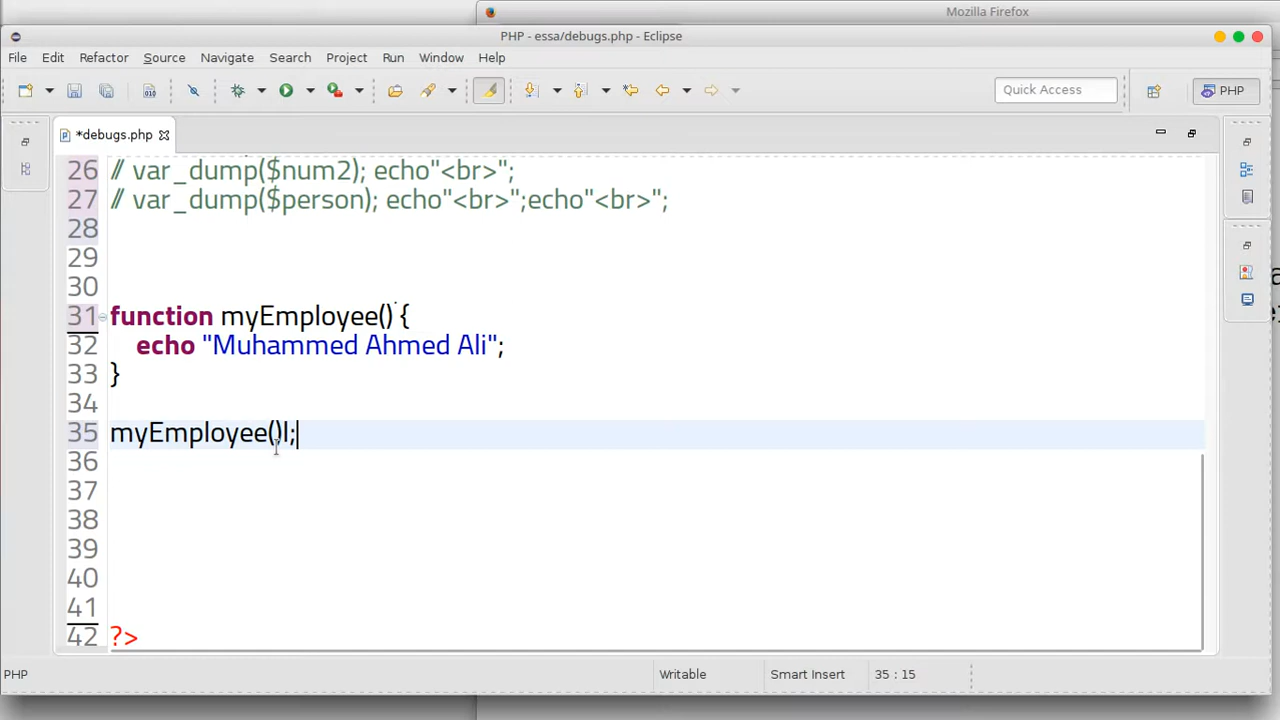 Mozilla Firefox
PHP - essa/debugs.php - Eclipse
File Edit Refactor Source Navigate Search Project Run Window Help
Quick Access
PHP
*debugs.php
26 // var_dump($num2); echo"<br>";
27 // var_dump($person); echo"<br>";echo"<br>";
28
29
30
31 function myEmployee() {
32 echo "Muhammed Ahmed Ali";
33 }
34
35 myEmployee()l;
36
37
38
39
40
41
42 ?>
PHP Writable Smart Insert 35 : 15